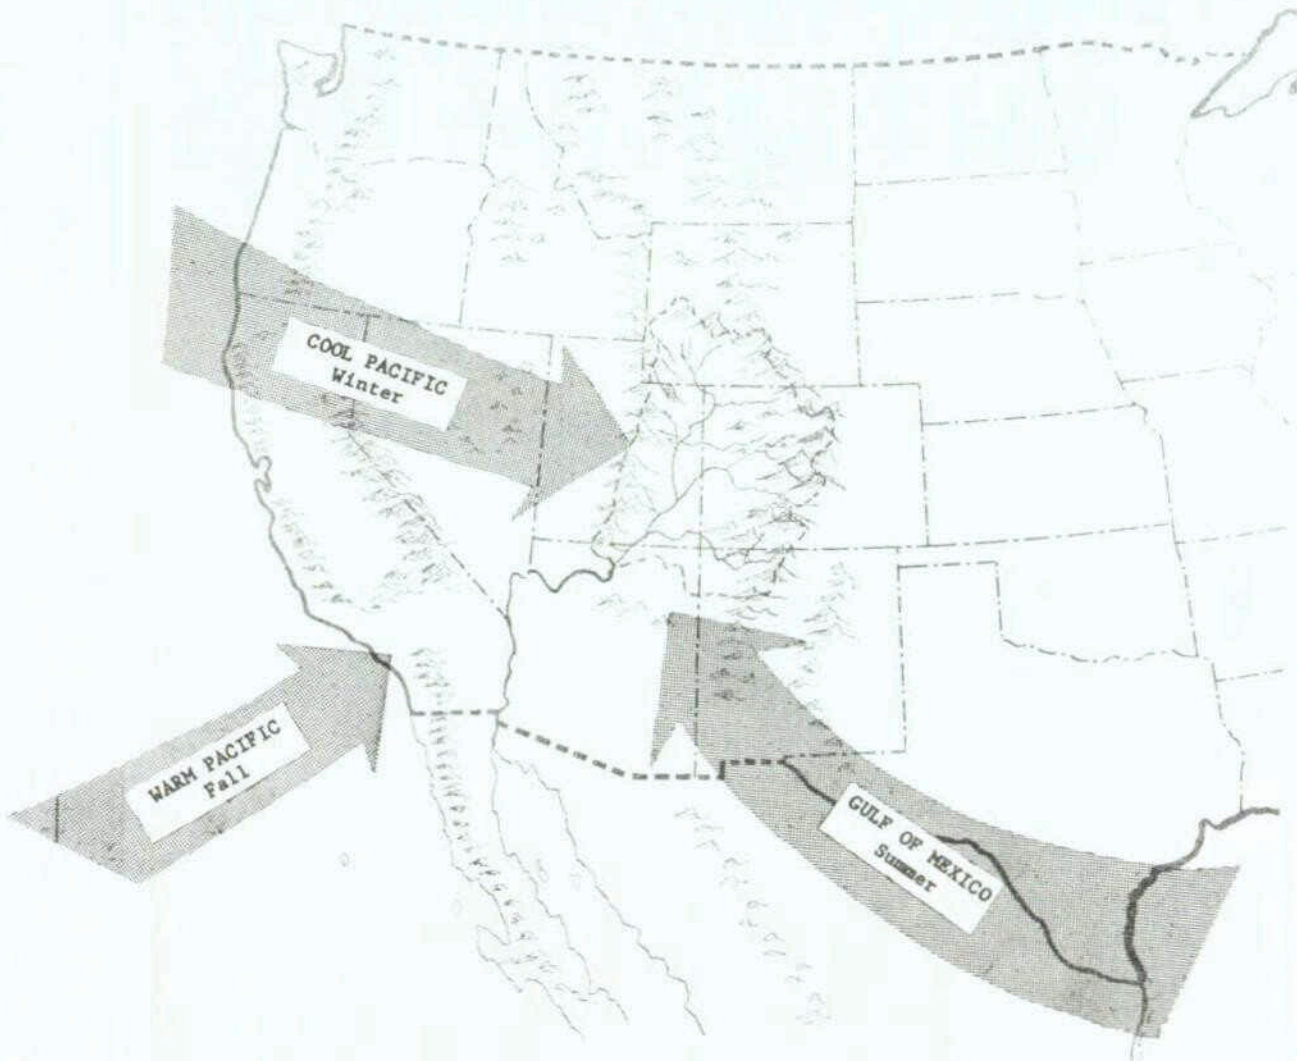 COOL PACIFIC
Winter
WARM PACIFIC
Fall
GULF OF MEXICO
Summer